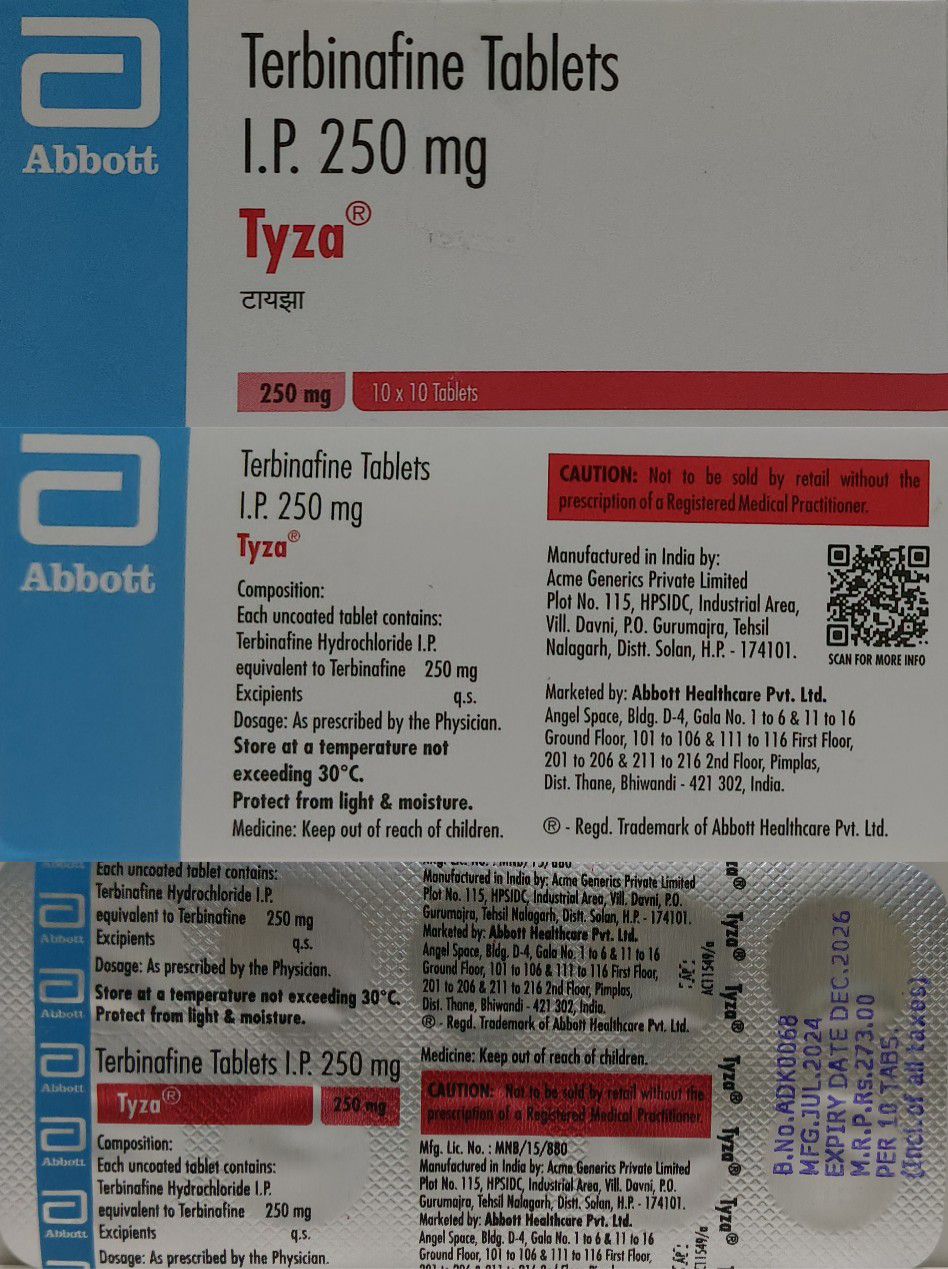 Abbott
Terbinafine Tablets
I.P. 250 mg
Tyza®
टायझा
250 mg
10 x 10 Tablets
Abbott
Terbinafine Tablets
I.P. 250 mg
Tyza®
Composition:
Each uncoated tablet contains:
Terbinafine Hydrochloride I.P.
equivalent to Terbinafine 250 mg
Excipients q.s.
Dosage: As prescribed by the Physician.
Store at a temperature not
exceeding 30°C.
Protect from light & moisture.
Medicine: Keep out of reach of children.
CAUTION: Not to be sold by retail without the
prescription of a Registered Medical Practitioner.
Manufactured in India by:
Acme Generics Private Limited
Plot No. 115, HPSIDC, Industrial Area,
Vill. Davni, P.O. Gurumajra, Tehsil
Nalagarh, Distt. Solan, H.P. - 174101.
SCAN FOR MORE INFO
Marketed by: Abbott Healthcare Pvt. Ltd.
Angel Space, Bldg. D-4, Gala No. 1 to 6 & 11 to 16
Ground Floor, 101 to 106 & 111 to 116 First Floor,
201 to 206 & 211 to 216 2nd Floor, Pimplas,
Dist. Thane, Bhiwandi - 421 302, India.
® - Regd. Trademark of Abbott Healthcare Pvt. Ltd.
Abbott
Abbott
Abbott
Abbott
Abbott
Abbott
Each uncoated tablet contains:
Terbinafine Hydrochloride I.P.
equivalent to Terbinafine 250 mg
Excipients q.s.
Dosage: As prescribed by the Physician.
Store at a temperature not exceeding 30°C.
Protect from light & moisture.
Terbinafine Tablets I.P. 250 mg
Tyza®
250 mg
Composition:
Each uncoated tablet contains:
Terbinafine Hydrochloride I.P.
equivalent to Terbinafine 250 mg
Excipients q.s.
Dosage: As prescribed by the Physician.
Manufactured in India by: Acme Generics Private Limited
Plot No. 115, HPSIDC, Industrial Area, Vill. Davni, P.O.
Gurumajra, Tehsil Nalagarh, Distt. Solan, H.P. - 174101.
Marketed by: Abbott Healthcare Pvt. Ltd.
Angel Space, Bldg. D-4, Gala No. 1 to 6 & 11 to 16
Ground Floor, 101 to 106 & 111 to 116 First Floor,
201 to 206 & 211 to 216 2nd Floor, Pimplas,
Dist. Thane, Bhiwandi - 421 302, India.
® - Regd. Trademark of Abbott Healthcare Pvt. Ltd.
Medicine: Keep out of reach of children.
CAUTION: Not to be sold by retail without the
prescription of a Registered Medical Practitioner.
Mfg. Lic. No. : MNB/15/880
Manufactured in India by: Acme Generics Private Limited
Plot No. 115, HPSIDC, Industrial Area, Vill. Davni, P.O.
Gurumajra, Tehsil Nalagarh, Distt. Solan, H.P. - 174101.
Marketed by: Abbott Healthcare Pvt. Ltd.
Angel Space, Bldg. D-4, Gala No. 1 to 6 & 11 to 16
Ground Floor, 101 to 106 & 111 to 116 First Floor,
AC11549/a
Tyza®
Tyza®
Tyza®
Tyza®
Tyza®
B.No.ADK0068
MFG.JUL.2024
EXPIRY DATE DEC.2026
M.R.P.Rs.273.00
PER 10 TABS.
(Incl.of all taxes)